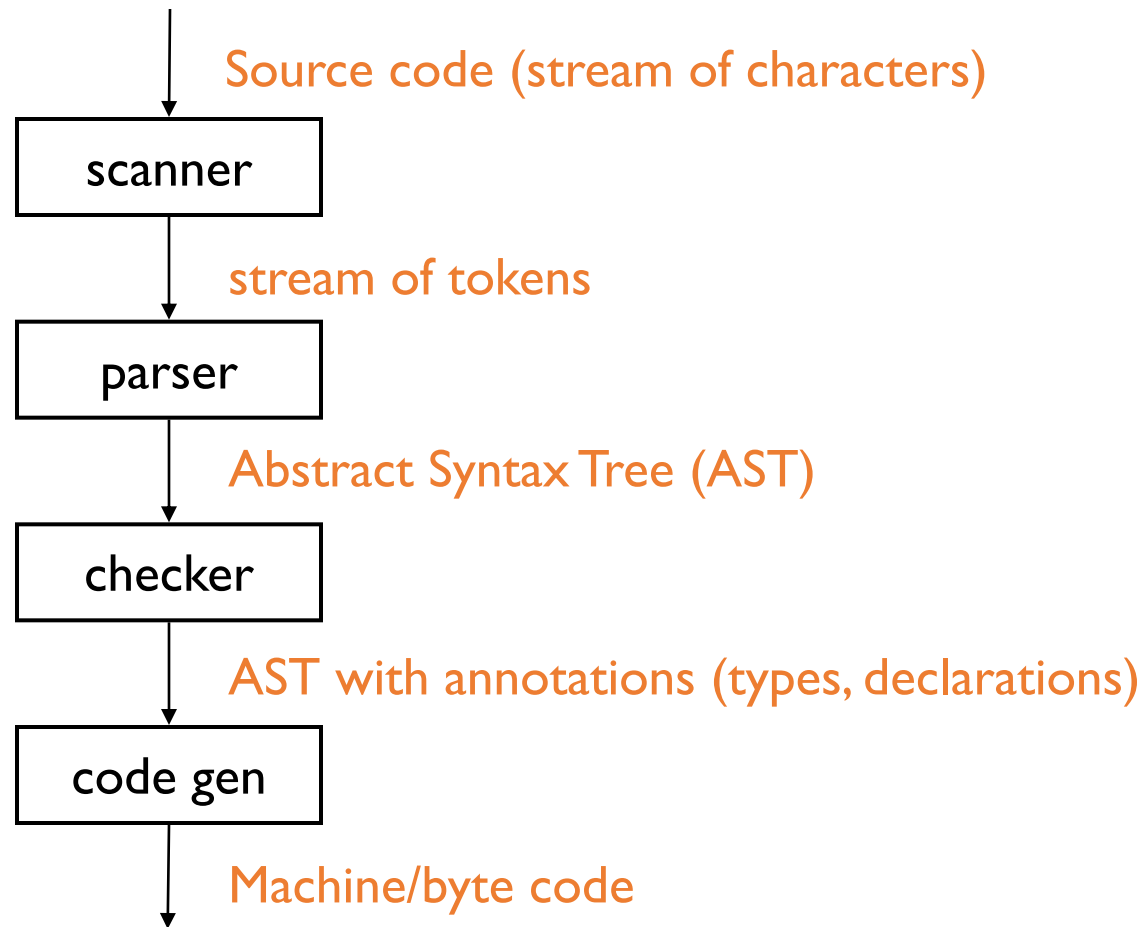 Source code (stream of characters)
scanner
stream of tokens
parser
Abstract Syntax Tree (AST)
checker
AST with annotations (types, declarations)
code gen
Machine/byte code